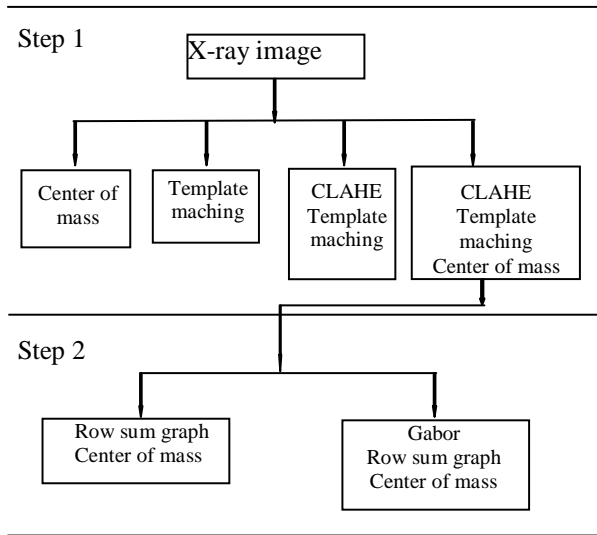 Step 1
X-ray image
Center of
mass
Template
maching
CLAHE
Template
maching
CLAHE
Template
maching
Center of mass
Step 2
Row sum graph
Center of mass
Gabor
Row sum graph
Center of mass